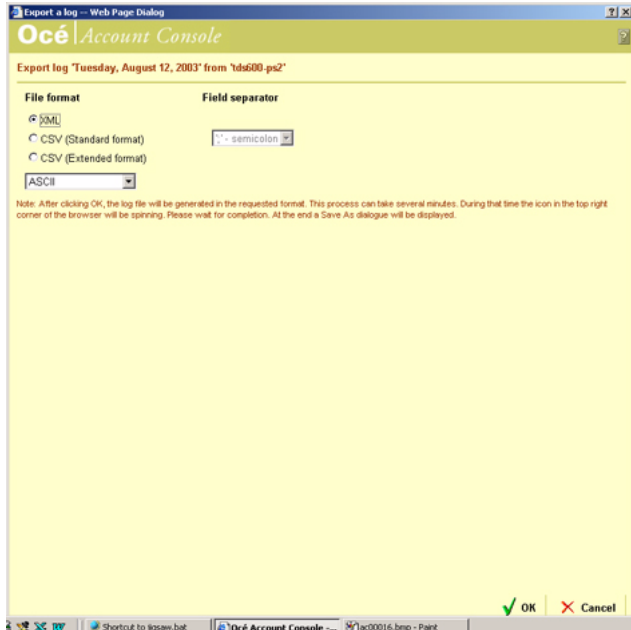 Export a log -- Web Page Dialog
Océ Account Console
Export log 'Tuesday, August 12, 2003' from 'tds600-ps2'
File format Field separator
XML
CSV (Standard format) ';' - semicolon
CSV (Extended format)
ASCII
Note: After clicking OK, the log file will be generated in the requested format. This process can take several minutes. During that time the icon in the top right
corner of the browser will be spinning. Please wait for completion. At the end a Save As dialogue will be displayed.
OK Cancel
Shortcut to jigsaw.bat Océ Account Console -... lac00016.bmp - Paint